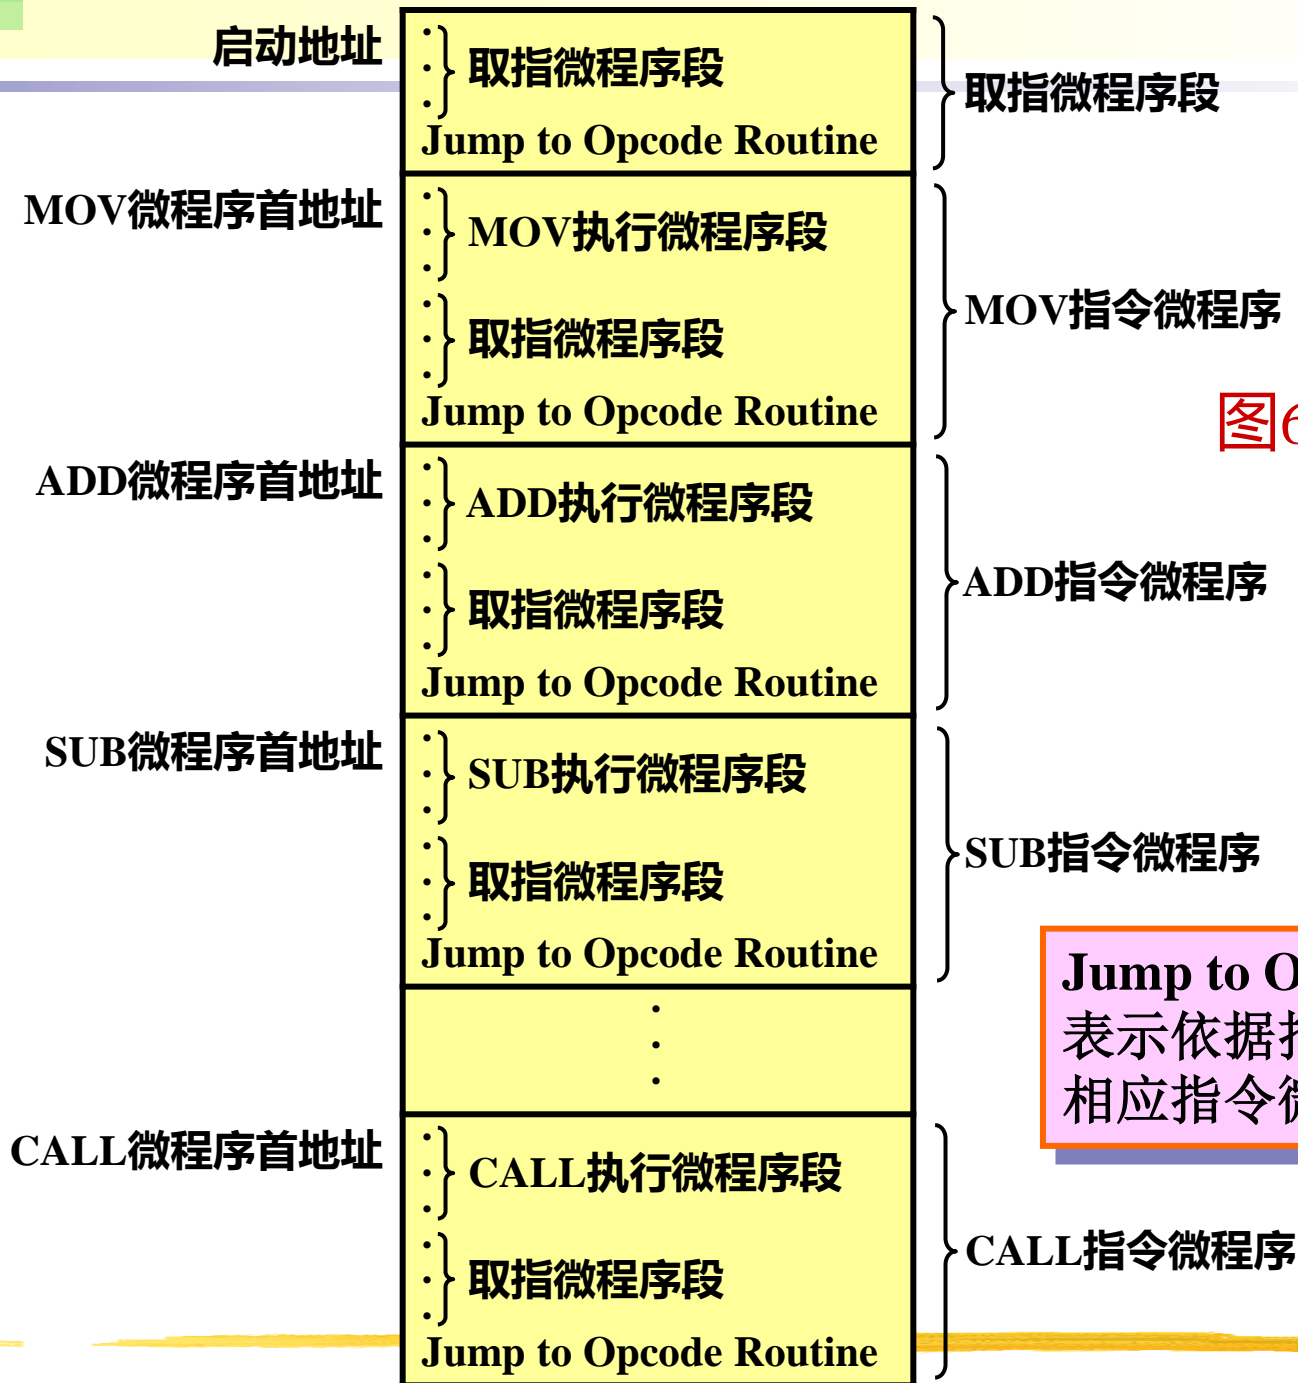 启动地址
取指微程序段
Jump to Opcode Routine
取指微程序段
MOV微程序首地址
MOV执行微程序段
取指微程序段
Jump to Opcode Routine
MOV指令微程序
图6
ADD微程序首地址
ADD执行微程序段
取指微程序段
Jump to Opcode Routine
ADD指令微程序
SUB微程序首地址
SUB执行微程序段
取指微程序段
Jump to Opcode Routine
SUB指令微程序
Jump to O
表示依据指
相应指令微
CALL微程序首地址
CALL执行微程序段
取指微程序段
Jump to Opcode Routine
CALL指令微程序